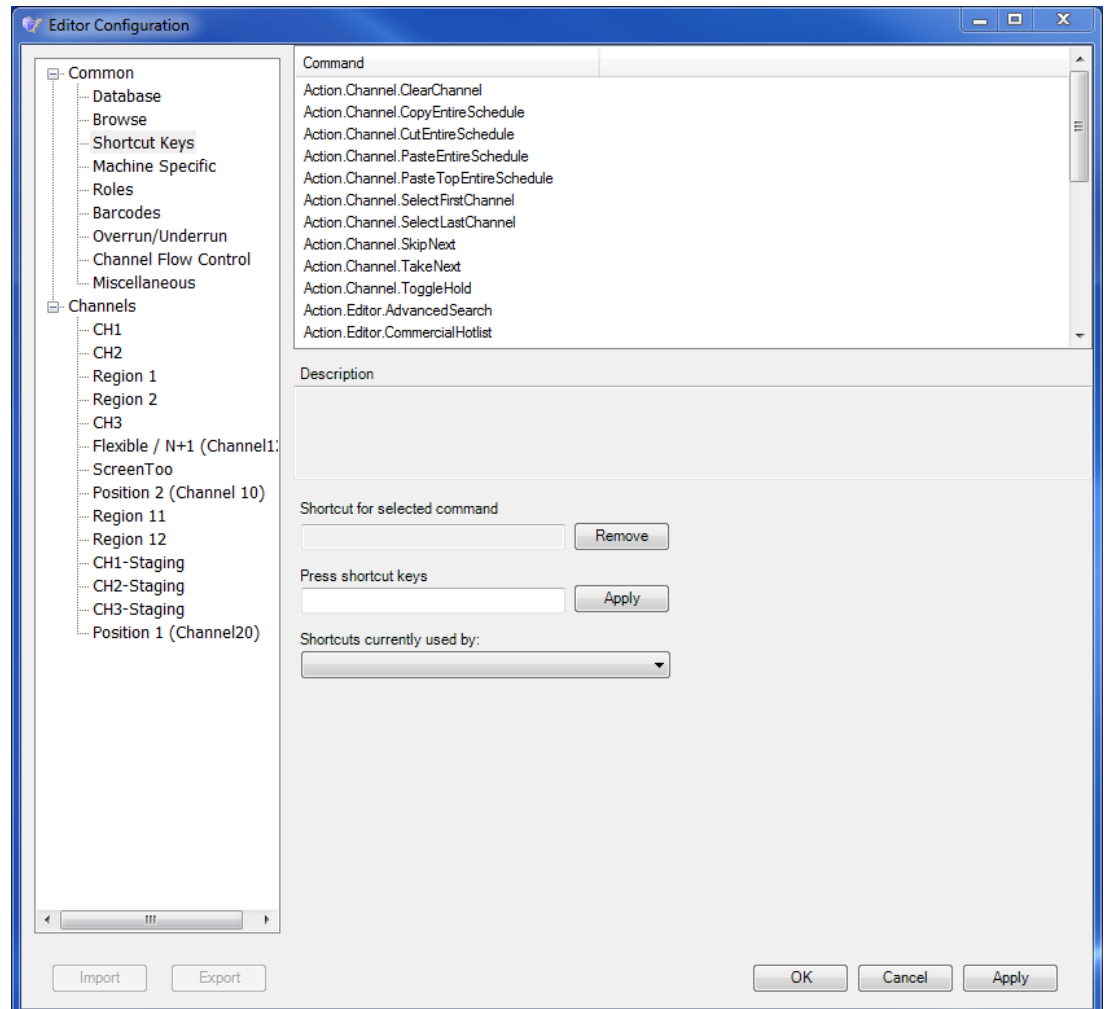 Editor Configuration
Common
Database
Browse
Shortcut Keys
Machine Specific
Roles
Barcodes
Overrun/Underrun
Channel Flow Control
Miscellaneous
Channels
CH1
CH2
Region 1
Region 2
CH3
Flexible / N+1 (Channel1
ScreenToo
Position 2 (Channel 10)
Region 11
Region 12
CH1-Staging
CH2-Staging
CH3-Staging
Position 1 (Channel20)
Import
Export
Command
Action.Channel.ClearChannel
Action.Channel.CopyEntireSchedule
Action.Channel.CutEntireSchedule
Action.Channel.PasteEntireSchedule
Action.Channel.PasteTopEntireSchedule
Action.Channel.SelectFirstChannel
Action.Channel.SelectLastChannel
Action.Channel.SkipNext
Action.Channel.TakeNext
Action.Channel.ToggleHold
Action.Editor.AdvancedSearch
Action.Editor.CommercialHotlist
Description
Shortcut for selected command
Remove
Press shortcut keys
Apply
Shortcuts currently used by:
OK
Cancel
Apply